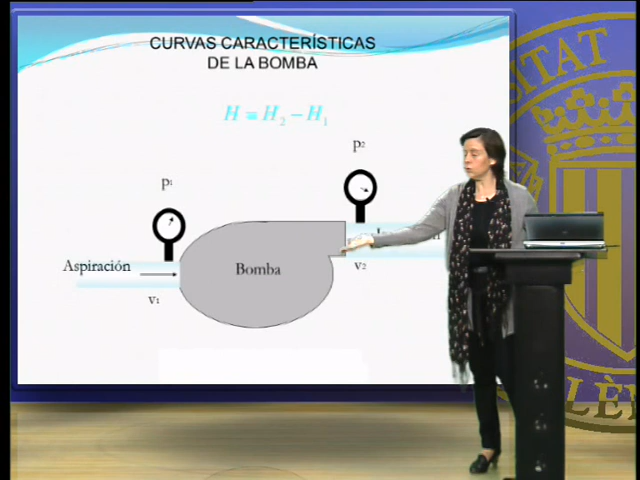 CURVAS CARACTERÍSTICAS
DE LA BOMBA
H = H₂ − H₁
p₂
p₁
Aspiración
Bomba
v₁
v₂